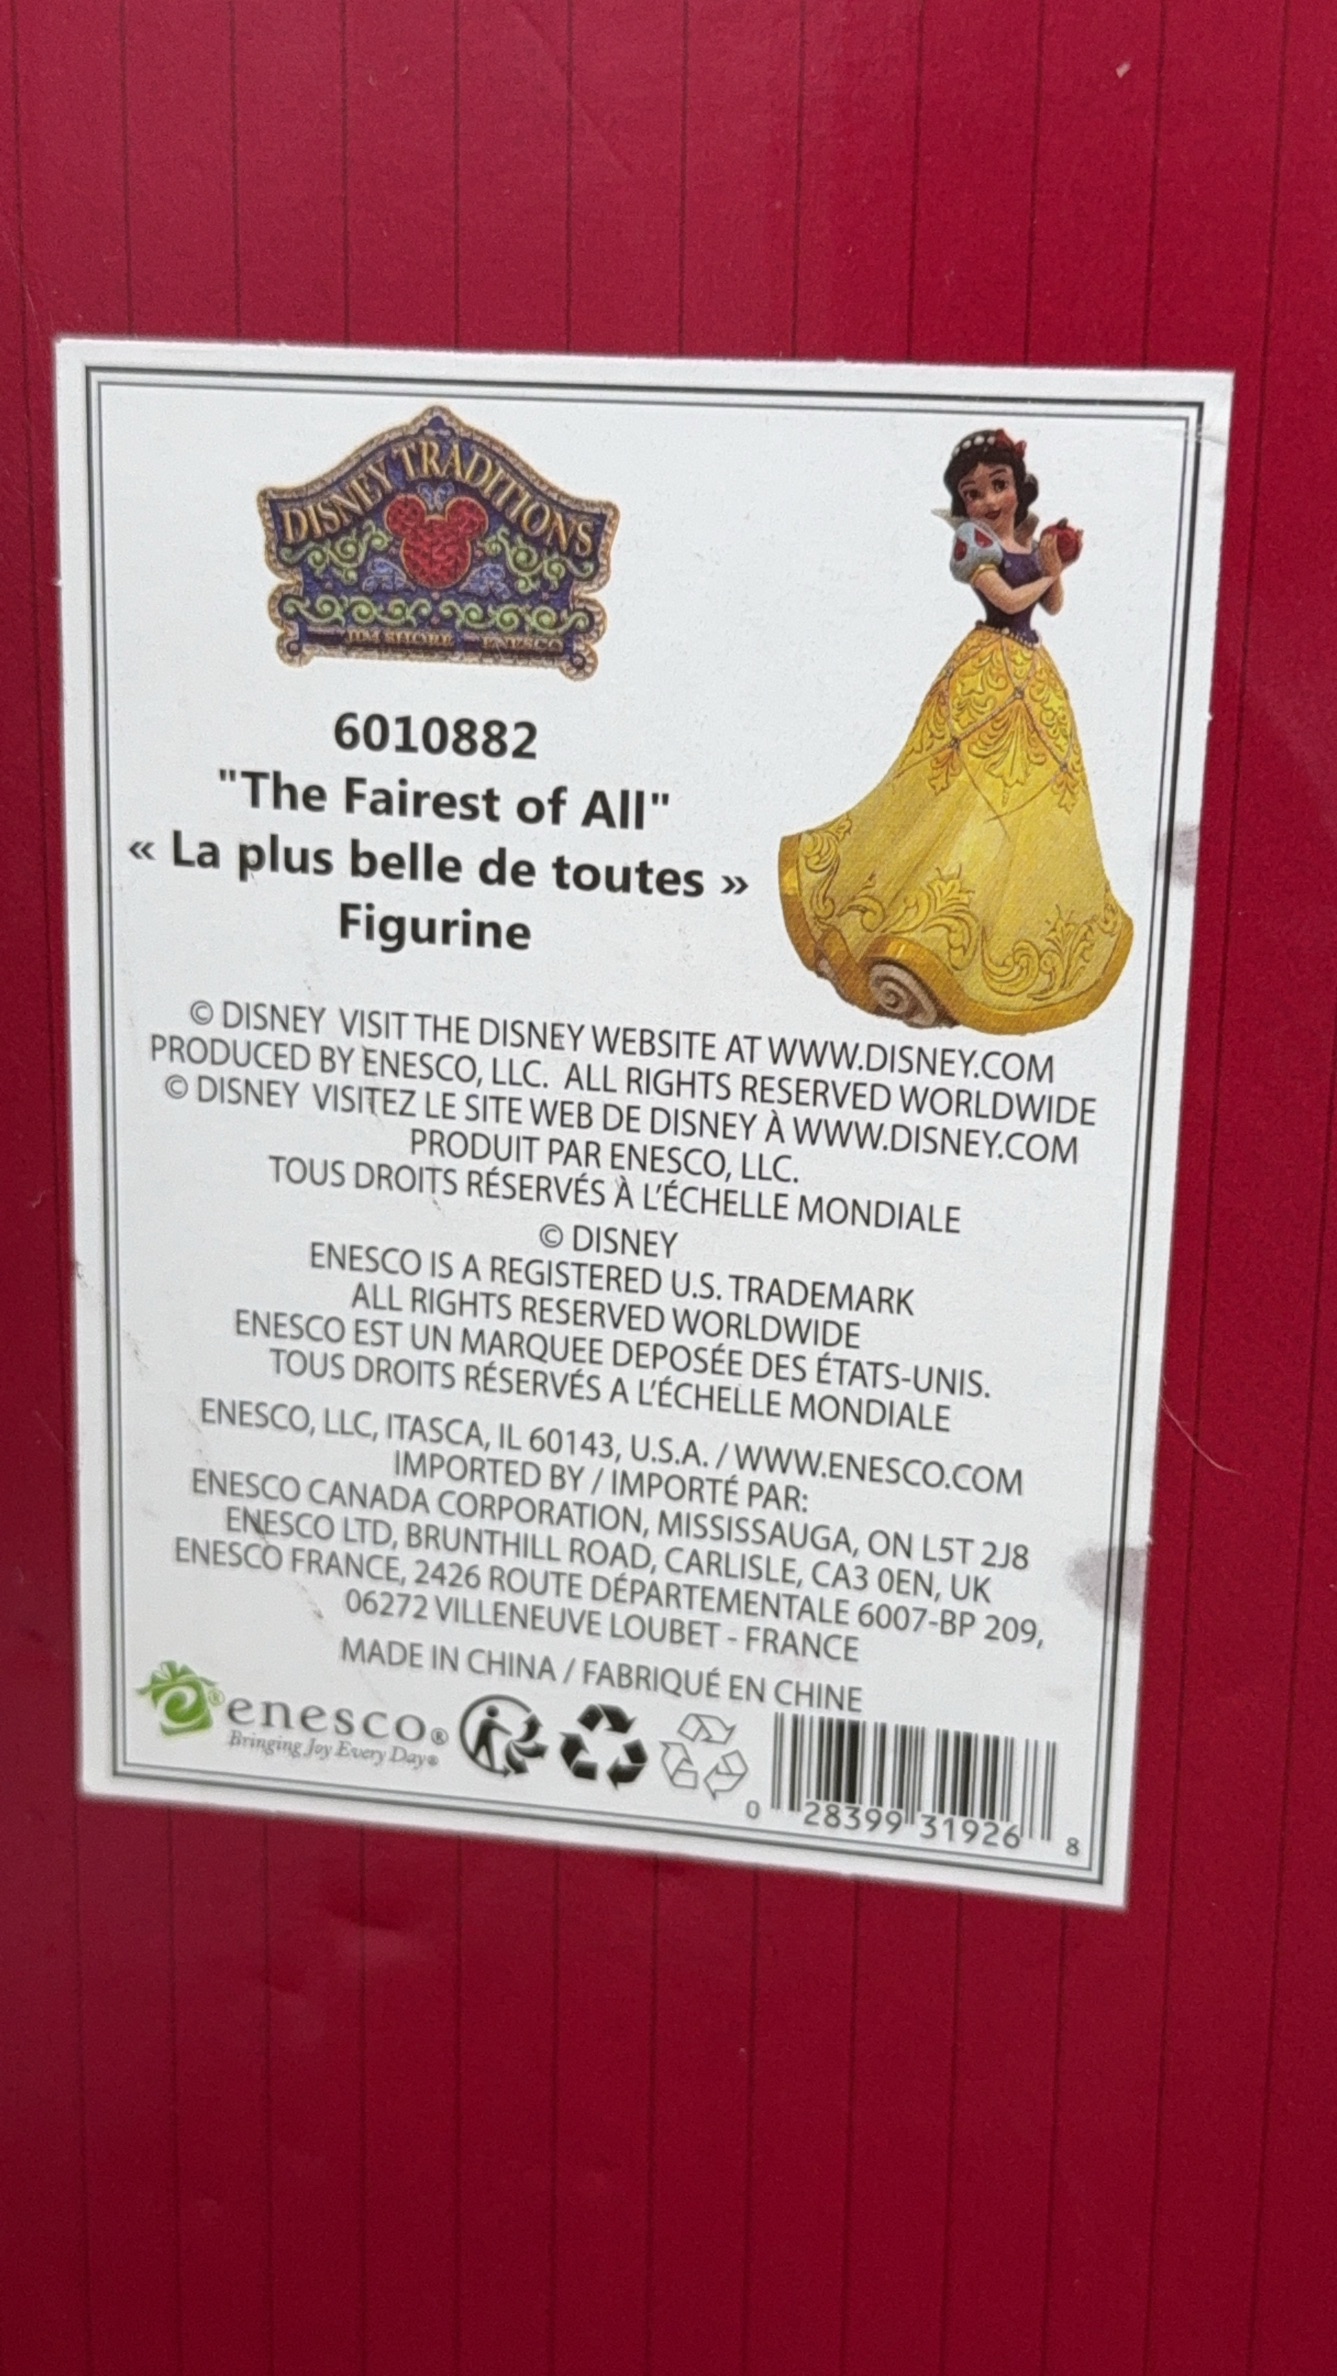 DISNEY TRADITIONS
JIM SHORE ENESCO
6010882
"The Fairest of All"
« La plus belle de toutes »
Figurine
© DISNEY VISIT THE DISNEY WEBSITE AT WWW.DISNEY.COM
PRODUCED BY ENESCO, LLC. ALL RIGHTS RESERVED WORLDWIDE
© DISNEY VISITEZ LE SITE WEB DE DISNEY À WWW.DISNEY.COM
PRODUIT PAR ENESCO, LLC.
TOUS DROITS RÉSERVÉS À L'ÉCHELLE MONDIALE
© DISNEY
ENESCO IS A REGISTERED U.S. TRADEMARK
ALL RIGHTS RESERVED WORLDWIDE
ENESCO EST UN MARQUEE DEPOSÉE DES ÉTATS-UNIS.
TOUS DROITS RÉSERVÉS A L'ÉCHELLE MONDIALE
ENESCO, LLC, ITASCA, IL 60143, U.S.A. / WWW.ENESCO.COM
IMPORTED BY / IMPORTÉ PAR:
ENESCO CANADA CORPORATION, MISSISSAUGA, ON L5T 2J8
ENESCO LTD, BRUNTHILL ROAD, CARLISLE, CA3 0EN, UK
ENESCO FRANCE, 2426 ROUTE DÉPARTEMENTALE 6007-BP 209,
06272 VILLENEUVE LOUBET - FRANCE
MADE IN CHINA / FABRIQUÉ EN CHINE
e® enesco®
Bringing Joy Every Day®
0 28399 31926 8